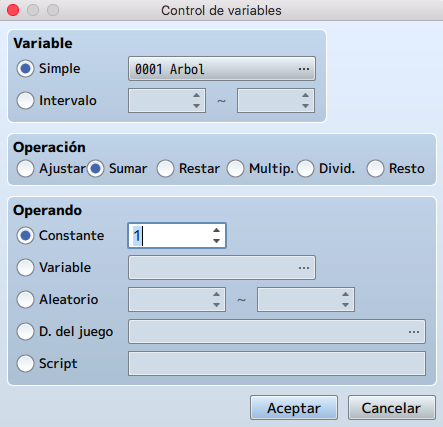 Control de variables
Variable
Simple 0001 Arbol ...
Intervalo ~
Operación
Ajustar Sumar Restar Multip. Divid. Resto
Operando
Constante 1
Variable ...
Aleatorio ~
D. del juego ...
Script
Aceptar Cancelar